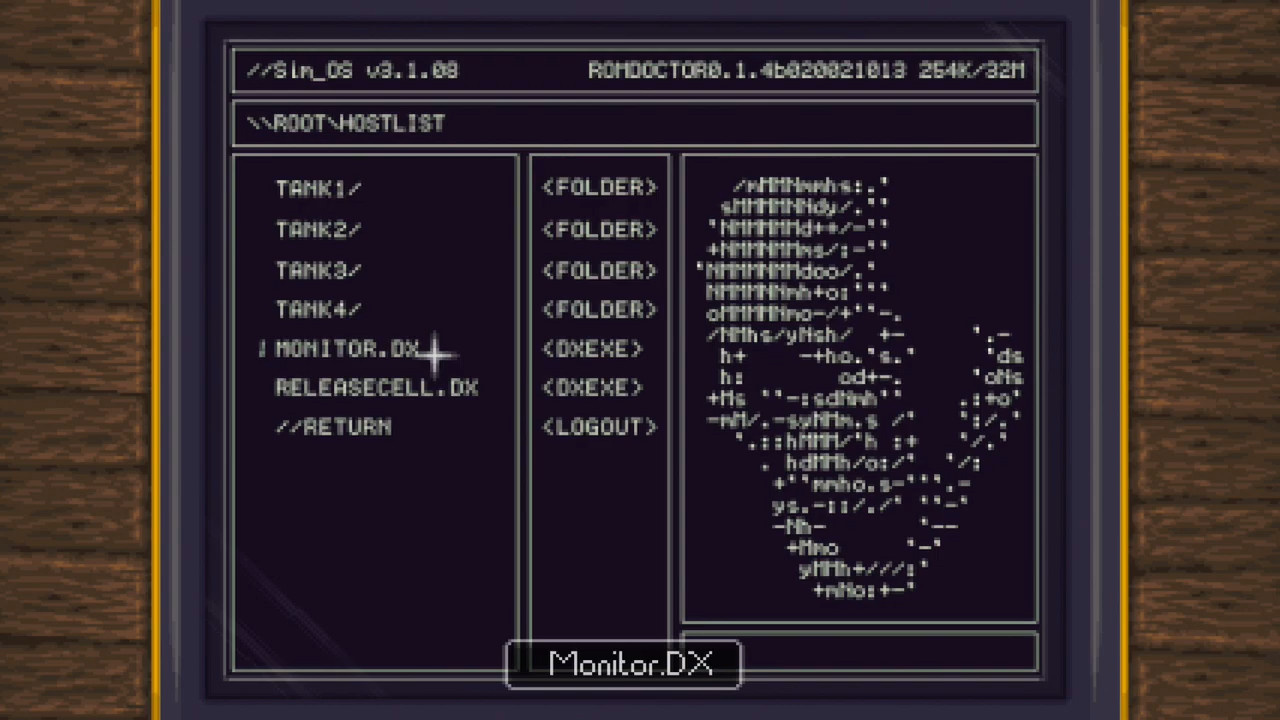 //Sin_OS v3.1.08
ROMDOCTOR0.1.4b020021013 254K/32M
\\ROOT\HOSTLIST
TANK1/ <FOLDER>
TANK2/ <FOLDER>
TANK3/ <FOLDER>
TANK4/ <FOLDER>
MONITOR.DX <DXEXE>
RELEASECELL.DX <DXEXE>
//RETURN <LOGOUT>
Monitor.DX